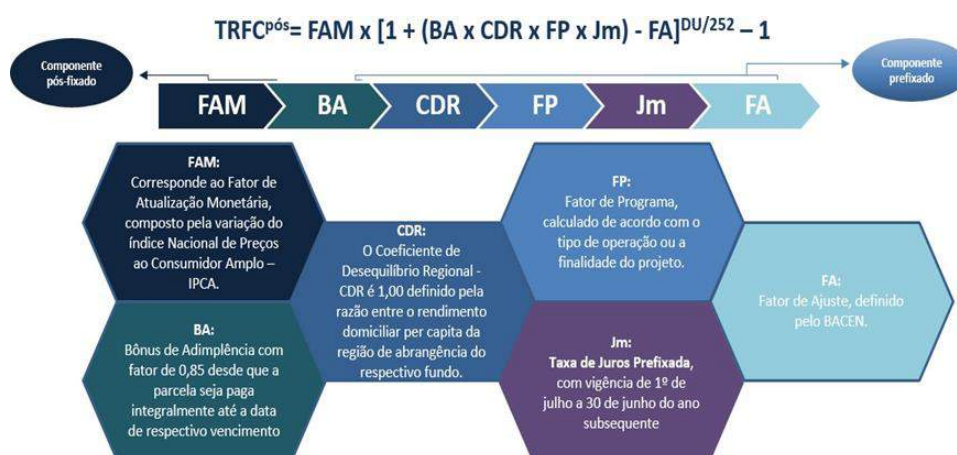 TRFCpós= FAM x [1 + (BA x CDR x FP x Jm) - FA]DU/252 – 1
Componente
pós-fixado
Componente
prefixado
FAM
BA
CDR
FP
Jm
FA
FAM:
Corresponde ao Fator de
Atualização Monetária,
composto pela variação do
índice Nacional de Preços
ao Consumidor Amplo –
IPCA.
BA:
Bônus de Adimplência com
fator de 0,85 desde que a
parcela seja paga
integralmente até a data
de respectivo vencimento
CDR:
O Coeficiente de
Desequilíbrio Regional -
CDR é 1,00 definido pela
razão entre o rendimento
domiciliar per capita da
região de abrangência do
respectivo fundo.
FP:
Fator de Programa,
calculado de acordo com o
tipo de operação ou a
finalidade do projeto.
Jm:
Taxa de Juros Prefixada,
com vigência de 1º de
julho a 30 de junho do ano
subsequente
FA:
Fator de Ajuste, definido
pelo BACEN.